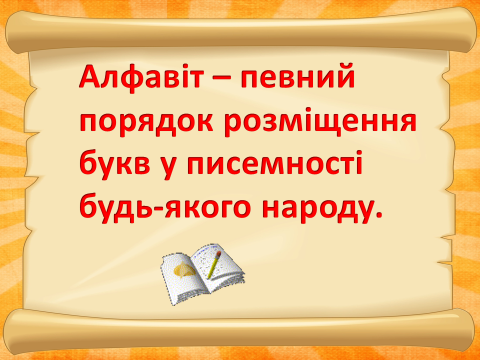 Алфавіт – певний
порядок розміщення
букв у писемності
будь-якого народу.